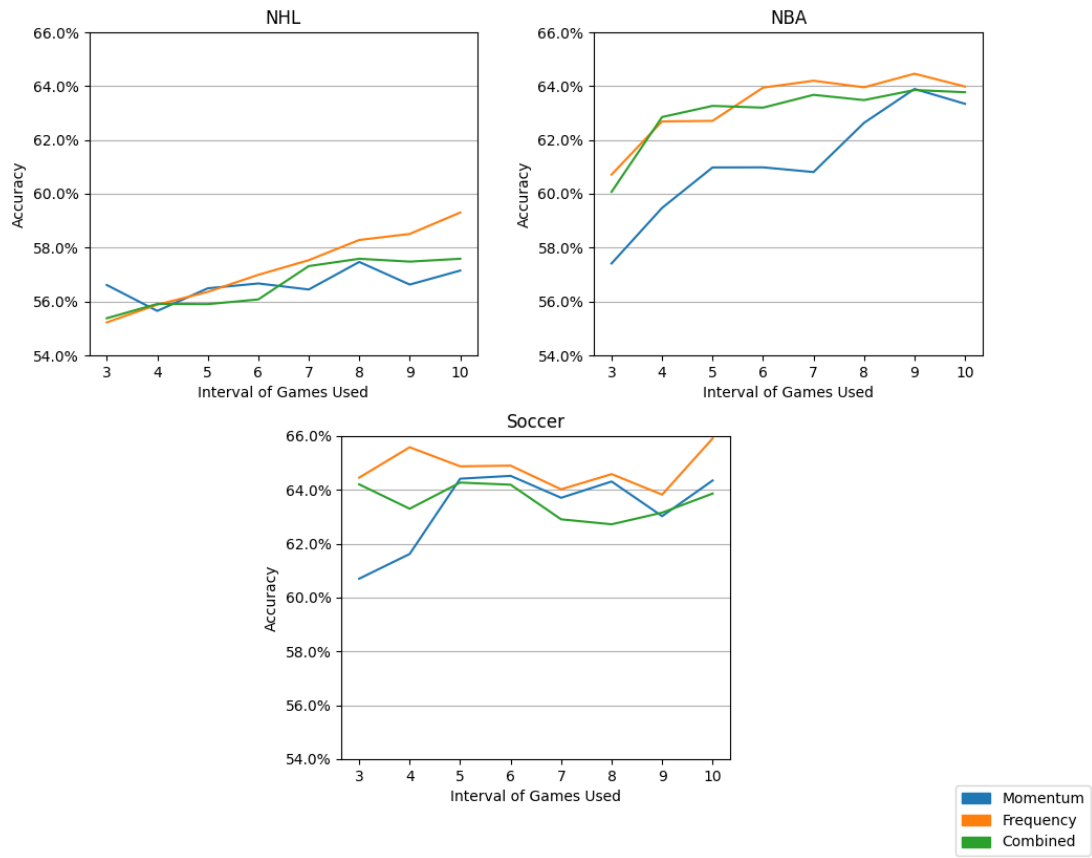 NHL
66.0%
64.0%
62.0%
60.0%
58.0%
56.0%
54.0%
Accuracy
3 4 5 6 7 8 9 10
Interval of Games Used
NBA
66.0%
64.0%
62.0%
60.0%
58.0%
56.0%
54.0%
Accuracy
3 4 5 6 7 8 9 10
Interval of Games Used
Soccer
66.0%
64.0%
62.0%
60.0%
58.0%
56.0%
54.0%
Accuracy
3 4 5 6 7 8 9 10
Interval of Games Used
Momentum
Frequency
Combined